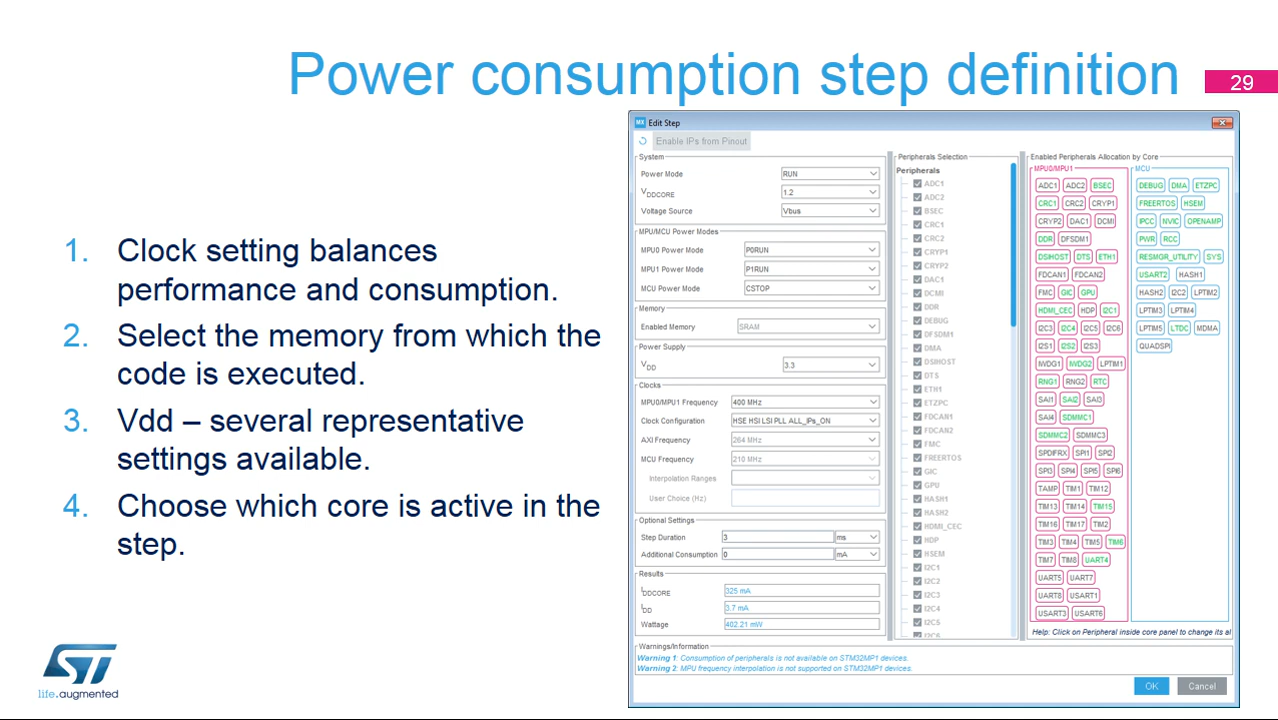 Power consumption step definition
29
1. Clock setting balances
performance and consumption.
2. Select the memory from which the
code is executed.
3. Vdd – several representative
settings available.
4. Choose which core is active in the
step.
ST
life.augmented
MX Edit Step
Enable IPs from Pinout
System
Power Mode RUN
VDDCORE 1.2
Voltage Source Vbus
MPU/MCU Power Modes
MPU0 Power Mode P0RUN
MPU1 Power Mode P1RUN
MCU Power Mode CSTOP
Memory
Enabled Memory SRAM
Power Supply
VDD 3.3
Clocks
MPU0/MPU1 Frequency 400 MHz
Clock Configuration HSE HSI LSI PLL ALL_IPs_ON
AXI Frequency 264 MHz
MCU Frequency 210 MHz
Interpolation Ranges
User Choice (Hz)
Optional Settings
Step Duration 3 ms
Additional Consumption 0 mA
Results
IDDCORE 325 mA
IDD 3.7 mA
Wattage 402.21 mW
Peripherals Selection
Peripherals
ADC1
ADC2
BSEC
CRC1
CRC2
CRYP1
CRYP2
DAC1
DCMI
DDR
DEBUG
DFSDM1
DMA
DSIHOST
DTS
ETH1
ETZPC
FDCAN1
FDCAN2
FMC
FREERTOS
GIC
GPU
HASH1
HASH2
HDMI_CEC
HDP
HSEM
I2C1
I2C2
I2C3
I2C4
I2C5
I2C6
Enabled Peripherals Allocation by Core
MPU0/MPU1
ADC1 ADC2 BSEC
CRC1 CRC2 CRYP1
CRYP2 DAC1 DCMI
DDR DFSDM1
DSIHOST DTS ETH1
FDCAN1 FDCAN2
FMC GIC GPU
HDMI_CEC HDP I2C1
I2C3 I2C4 I2C5 I2C6
I2S1 I2S2 I2S3
IWDG1 IWDG2 LPTIM1
RNG1 RNG2 RTC
SAI1 SAI2 SAI3
SAI4 SDMMC1
SDMMC2 SDMMC3
SPDIFRX SPI1 SPI2
SPI3 SPI4 SPI5 SPI6
TAMP TIM1 TIM12
TIM13 TIM14 TIM15
TIM16 TIM17 TIM2
TIM3 TIM4 TIM5 TIM6
TIM7 TIM8 UART4
UART5 UART7
UART8 USART1
USART3 USART6
MCU
DEBUG DMA ETZPC
FREERTOS HSEM
IPCC NVIC OPENAMP
PWR RCC
RESMGR_UTILITY SYS
USART2 HASH1
HASH2 I2C2 LPTIM2
LPTIM3 LPTIM4
LPTIM5 LTDC MDMA
QUADSPI
Help: Click on Peripheral inside core panel to change its al
Warnings/Information
Warning 1: Consumption of peripherals is not available on STM32MP1 devices.
Warning 2: MPU frequency interpolation is not supported on STM32MP1 devices.
OK Cancel